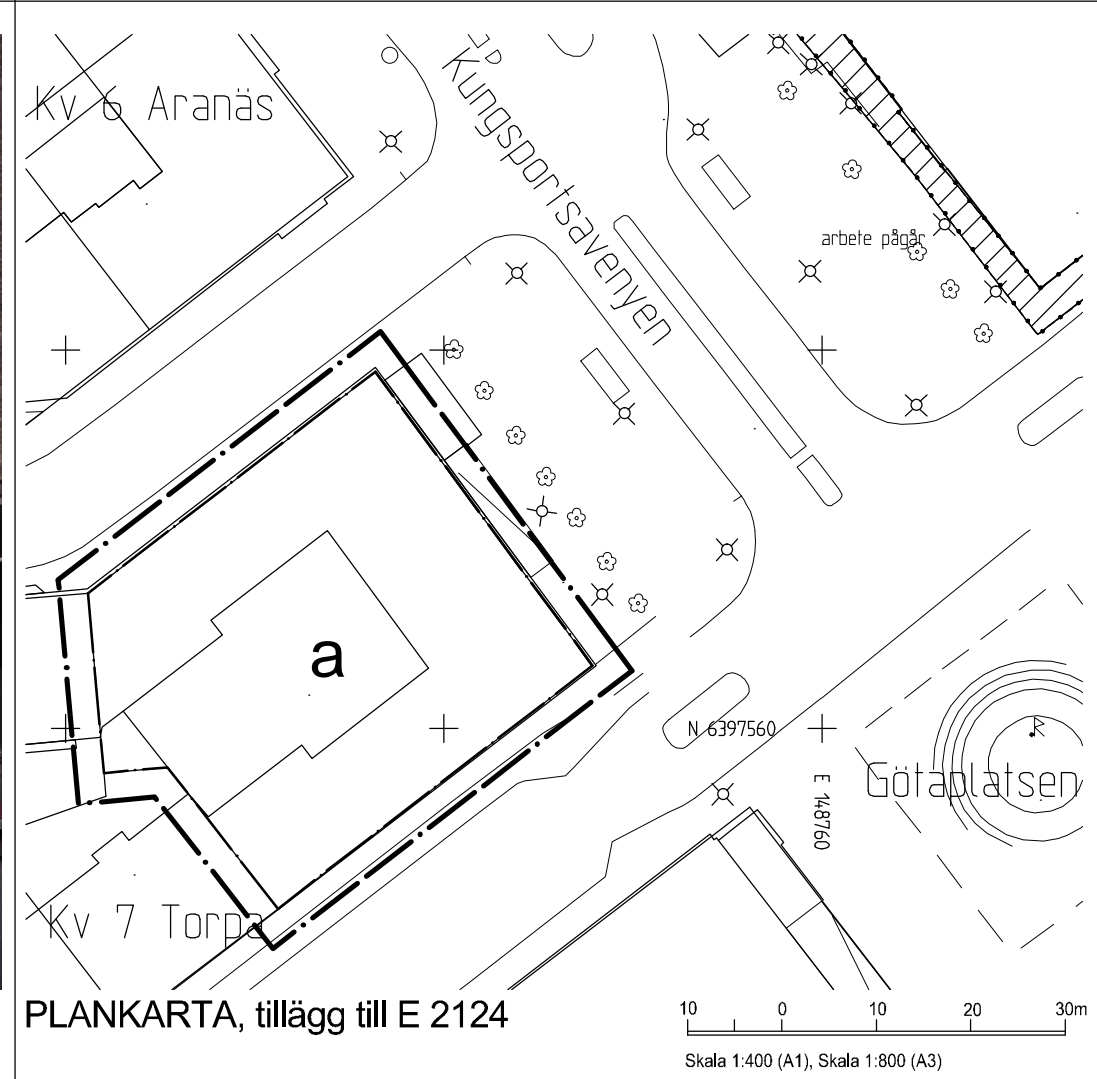 Kv 6 Aranäs
Kungsportsavenyen
arbete pågår
a
N 6397560
E 148760
Götaplatsen
Kv 7 Torpa
PLANKARTA, tillägg till E 2124
10 0 10 20 30m
Skala 1:400 (A1), Skala 1:800 (A3)